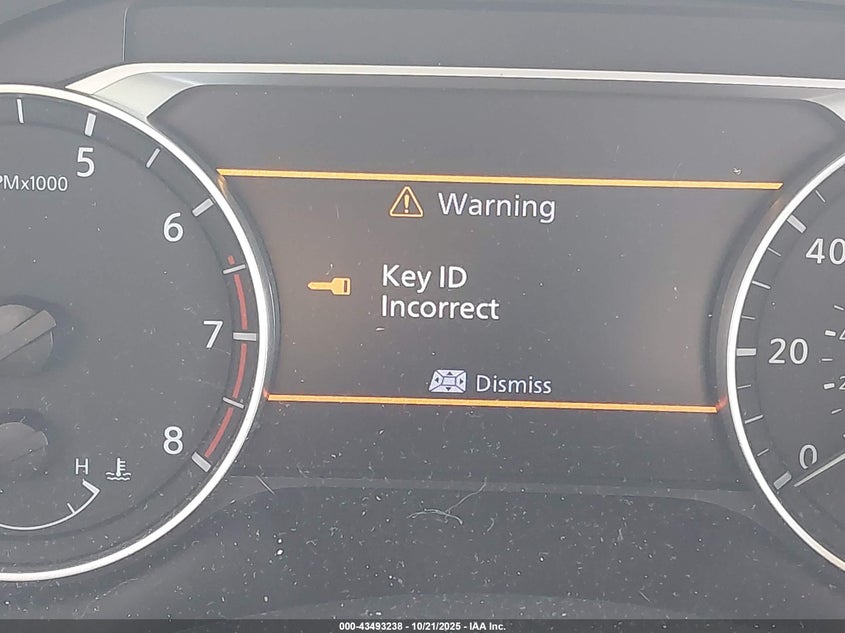 5
PMx1000
6
7
8
H
Warning
Key ID
Incorrect
Dismiss
40
20
0
000-43493238 - 10/21/2025 - IAA Inc.